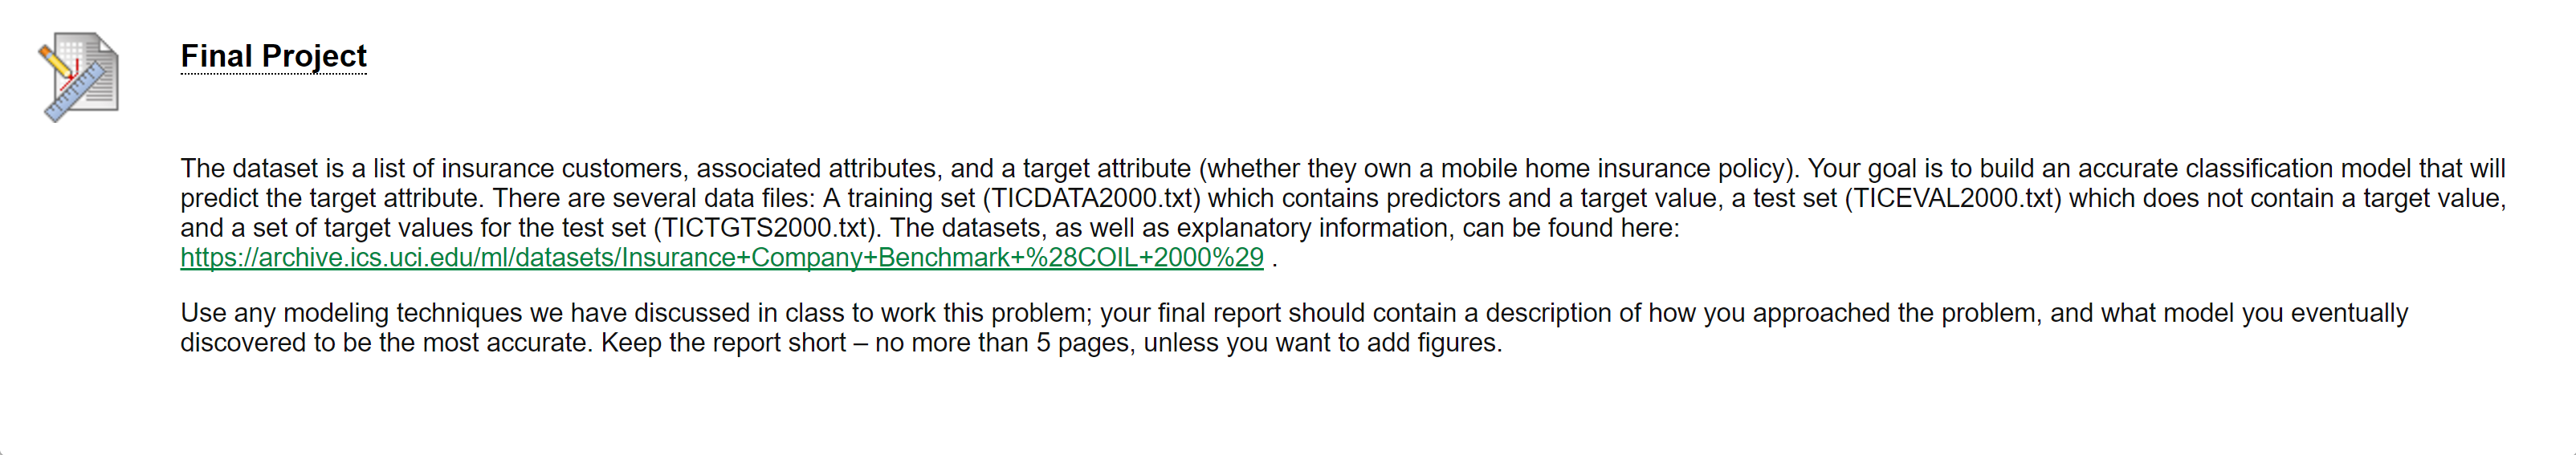 Final Project
The dataset is a list of insurance customers, associated attributes, and a target attribute (whether they own a mobile home insurance policy). Your goal is to build an accurate classification model that will
predict the target attribute. There are several data files: A training set (TICDATA2000.txt) which contains predictors and a target value, a test set (TICEVAL2000.txt) which does not contain a target value,
and a set of target values for the test set (TICTGTS2000.txt). The datasets, as well as explanatory information, can be found here:
https://archive.ics.uci.edu/ml/datasets/Insurance+Company+Benchmark+%28COIL+2000%29 .
Use any modeling techniques we have discussed in class to work this problem; your final report should contain a description of how you approached the problem, and what model you eventually
discovered to be the most accurate. Keep the report short – no more than 5 pages, unless you want to add figures.